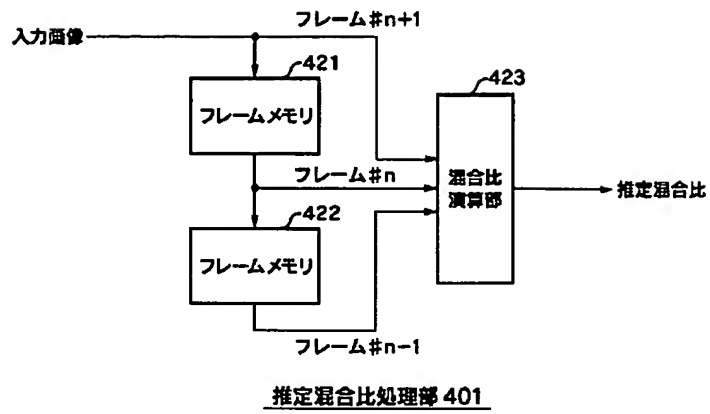 フレーム#n+1
入力画像
421
423
フレームメモリ
フレーム#n
混合比
演算部
推定混合比
422
フレームメモリ
フレーム#n-1
推定混合比処理部 401